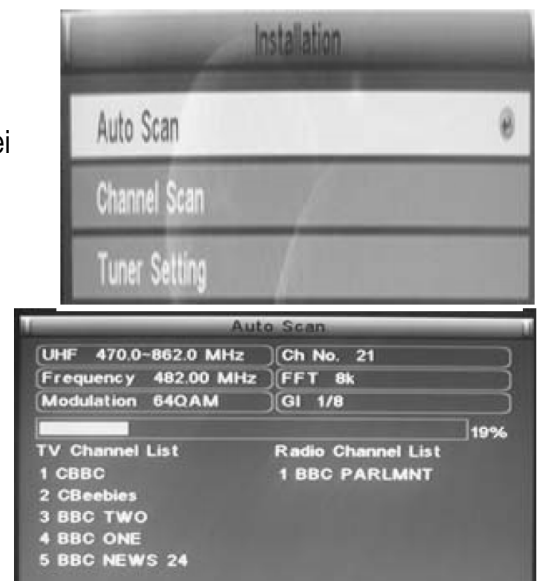 Installation
ei
Auto Scan
Channel Scan
Tuner Setting
Auto Scan
UHF 470.0~862.0 MHz Ch No. 21
Frequency 482.00 MHz FFT 8k
Modulation 64QAM GI 1/8
19%
TV Channel List Radio Channel List
1 CBBC 1 BBC PARLMNT
2 CBeebies
3 BBC TWO
4 BBC ONE
5 BBC NEWS 24